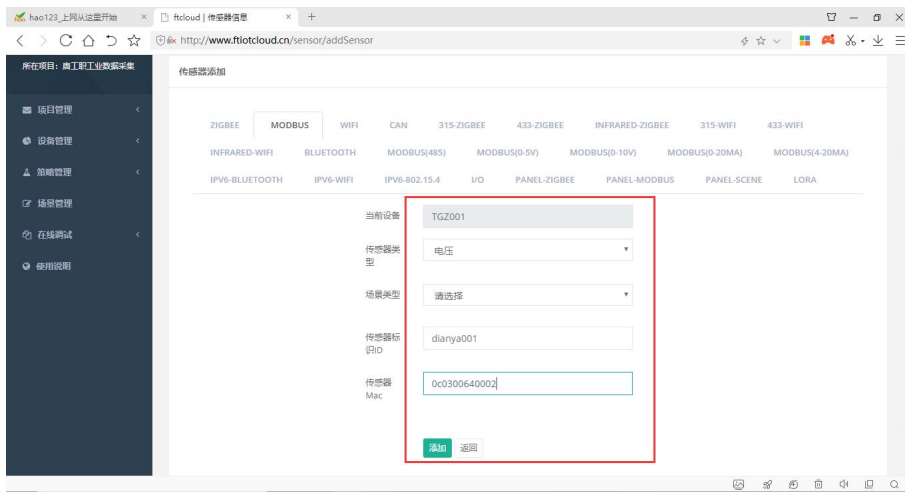 hao123_上网从这里开始
ftcloud | 传感器信息
http://www.ftiotcloud.cn/sensor/addSensor
所在项目：唐工职工业数据采集
传感器添加
项目管理
设备管理
策略管理
场景管理
在线调试
使用说明
ZIGBEE MODBUS WIFI CAN 315-ZIGBEE 433-ZIGBEE INFRARED-ZIGBEE 315-WIFI 433-WIFI
INFRARED-WIFI BLUETOOTH MODBUS(485) MODBUS(0-5V) MODBUS(0-10V) MODBUS(0-20MA) MODBUS(4-20MA)
IPV6-BLUETOOTH IPV6-WIFI IPV6-802.15.4 I/O PANEL-ZIGBEE PANEL-MODBUS PANEL-SCENE LORA
当前设备 TGZ001
传感器类型 电压
场景类型 请选择
传感器标识ID dianya001
传感器Mac 0c0300640002
添加 返回